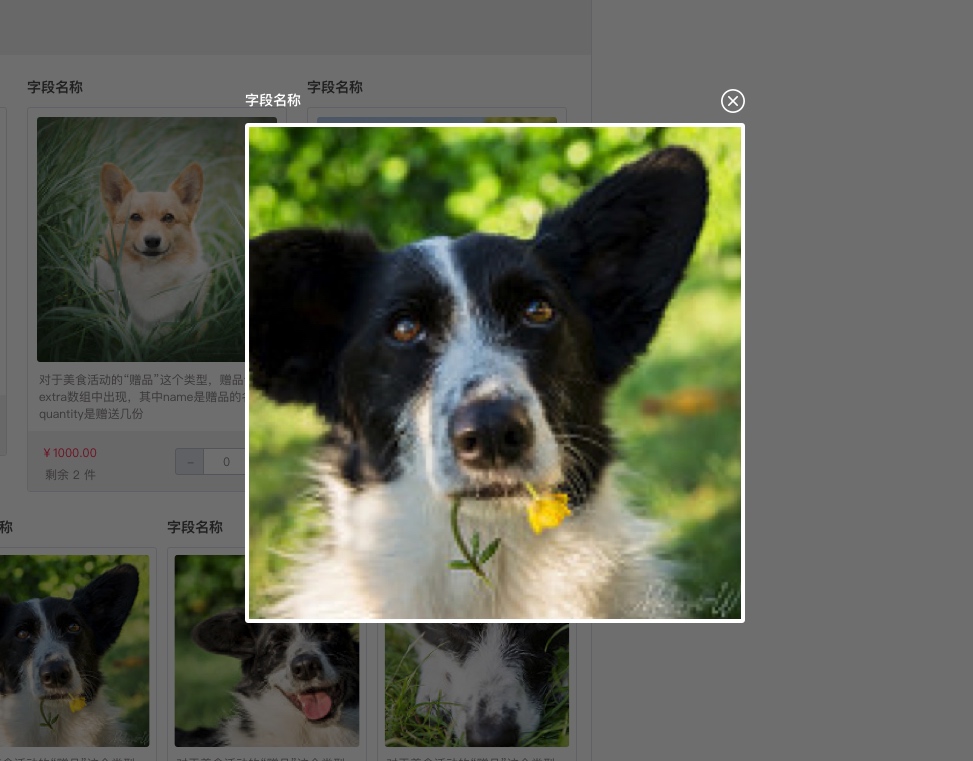 字段名称
字段名称
字段名称
对于美食活动的“赠品”这个类型，赠品
extra数组中出现，其中name是赠品的
quantity是赠送几份
￥1000.00
剩余 2 件
-
0
称
字段名称